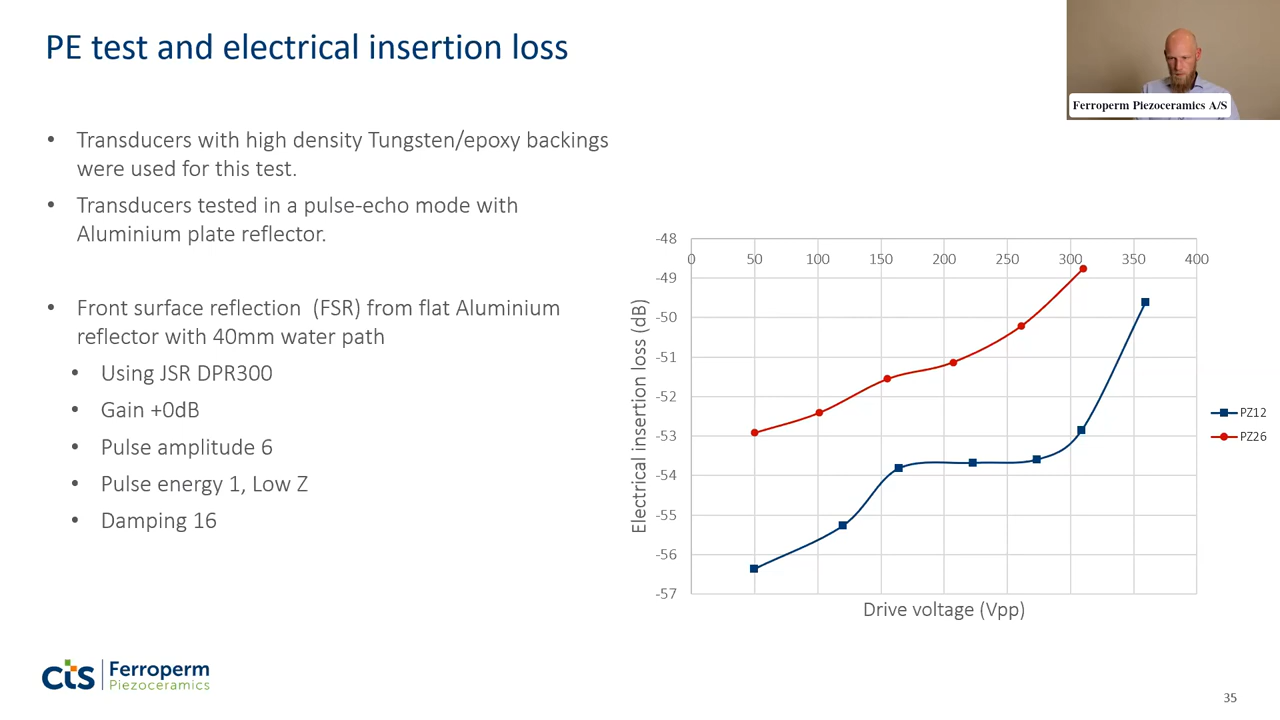 PE test and electrical insertion loss
Ferroperm Piezoceramics A/S
• Transducers with high density Tungsten/epoxy backings
were used for this test.
• Transducers tested in a pulse-echo mode with
Aluminium plate reflector.
• Front surface reflection (FSR) from flat Aluminium
reflector with 40mm water path
• Using JSR DPR300
• Gain +0dB
• Pulse amplitude 6
• Pulse energy 1, Low Z
• Damping 16
Electrical insertion loss (dB)
-48
0 50 100 150 200 250 300 350 400
-49
-50
-51
-52
-53
-54
-55
-56
-57
Drive voltage (Vpp)
PZ12
PZ26
CTS Ferroperm
Piezoceramics
35